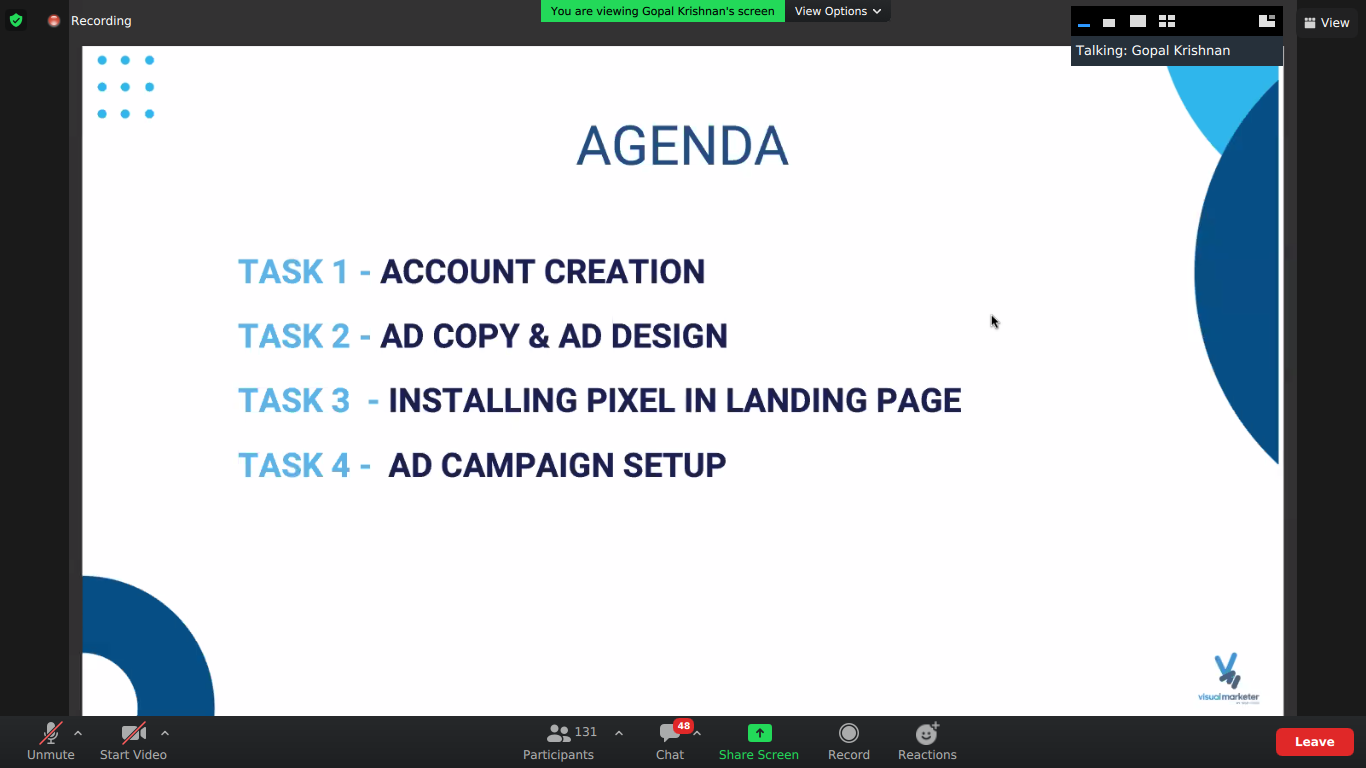 Recording
You are viewing Gopal Krishnan's screen
View Options
View
Talking: Gopal Krishnan
AGENDA
TASK 1 - ACCOUNT CREATION
TASK 2 - AD COPY & AD DESIGN
TASK 3 - INSTALLING PIXEL IN LANDING PAGE
TASK 4 - AD CAMPAIGN SETUP
visual marketer
Unmute
Start Video
131
Participants
48
Chat
Share Screen
Record
Reactions
Leave